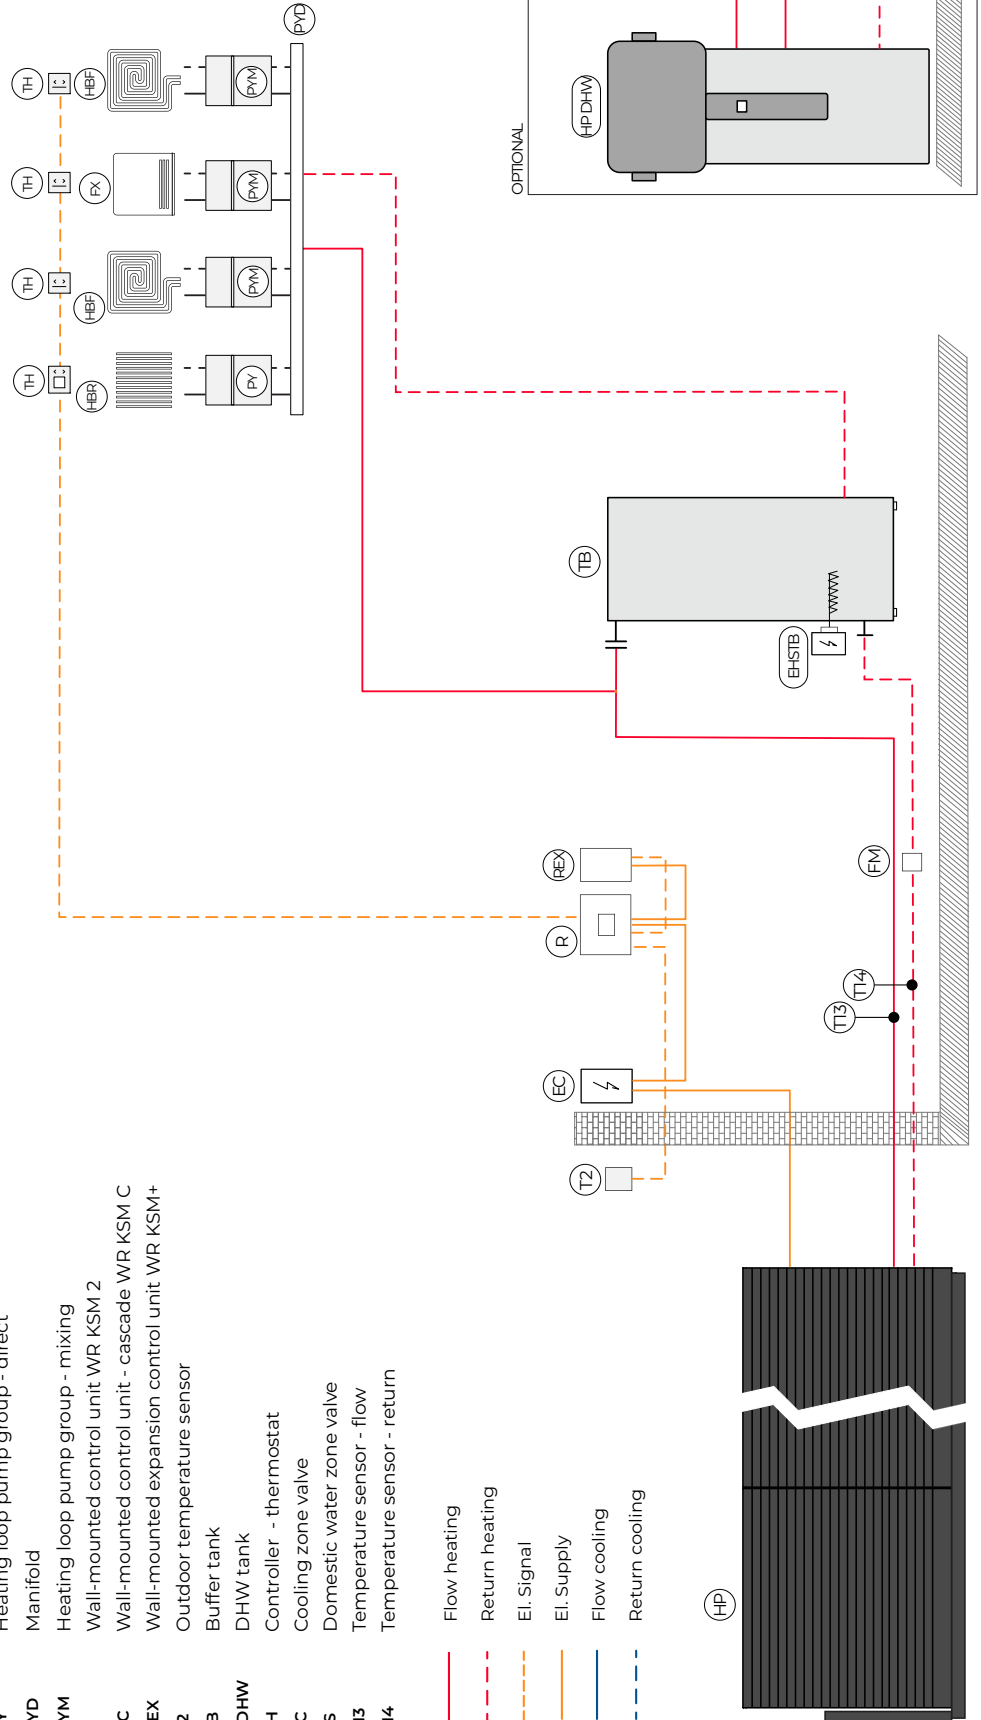 Y Heating loop pump group - direct
YD Manifold
YM Heating loop pump group - mixing
Wall-mounted control unit WR KSM 2
C Wall-mounted control unit - cascade WR KSM C
EX Wall-mounted expansion control unit WR KSM+
2 Outdoor temperature sensor
B Buffer tank
DHW DHW tank
H Controller - thermostat
C Cooling zone valve
S Domestic water zone valve
13 Temperature sensor - flow
14 Temperature sensor - return
Flow heating
Return heating
El. Signal
El. Supply
Flow cooling
Return cooling
HP
T2
EC
R
REX
T13
T14
FM
TB
EHSTB
TH
TH
TH
TH
HBR
HBF
FX
HBF
PY
PYM
PYM
PYM
PYD
OPTIONAL
HP DHW